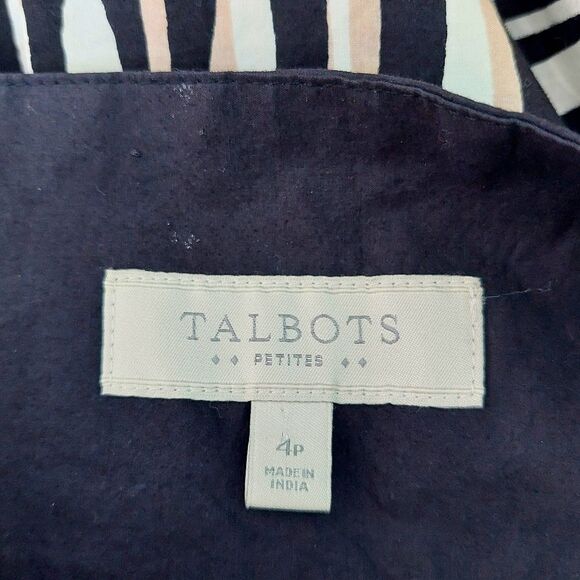 TALBOTS
PETITES
4P
MADE IN
INDIA